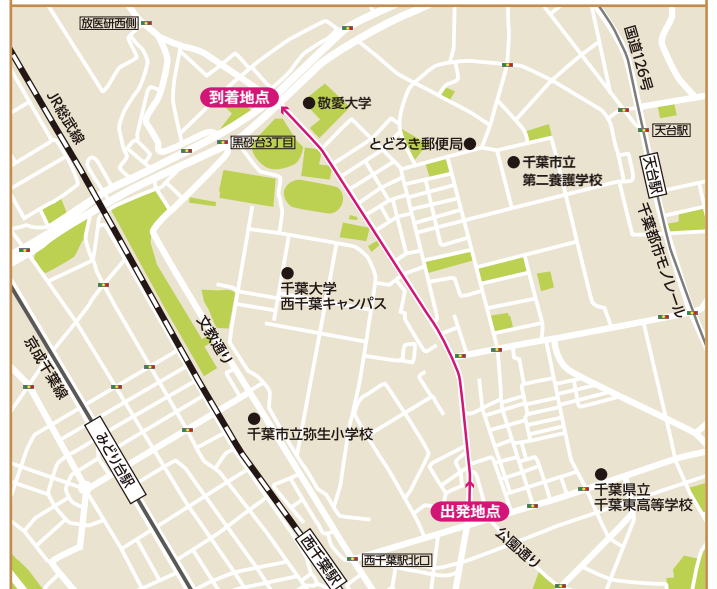 放医研西側
国道126号
JR総武線
到着地点
敬愛大学
天台駅
黒砂台3丁目
とどろき郵便局
千葉市立
第二養護学校
天台駅
千葉都市モノレール
千葉大学
西千葉キャンパス
文教通り
京成千葉線
千葉市立弥生小学校
みどり台駅
千葉県立
千葉東高等学校
出発地点
公園通り
西千葉駅
西千葉駅北口